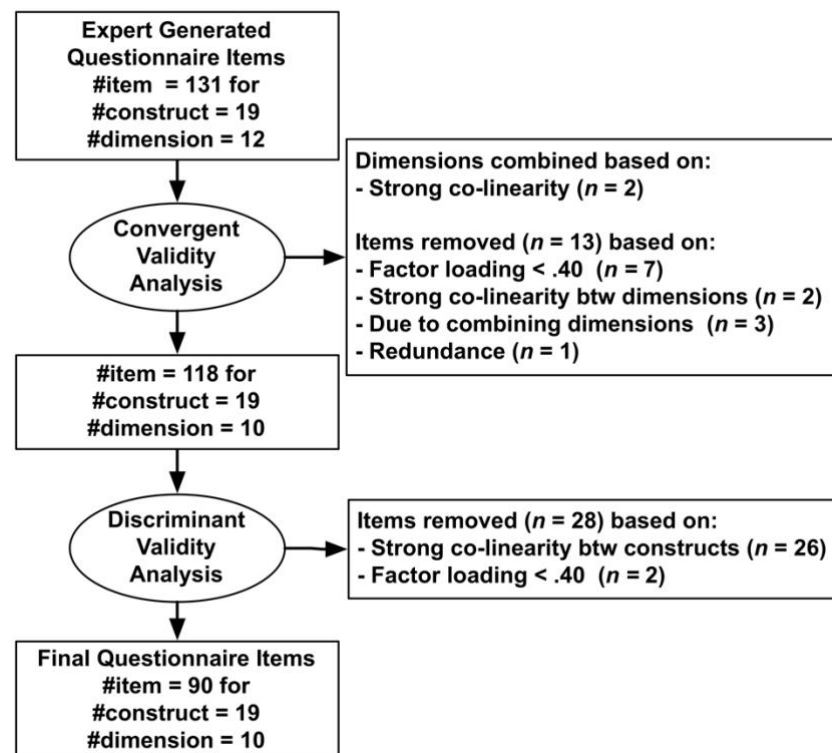 Expert Generated
Questionnaire Items
#item = 131 for
#construct = 19
#dimension = 12
Convergent
Validity
Analysis
Dimensions combined based on:
- Strong co-linearity (n = 2)
Items removed (n = 13) based on:
- Factor loading < .40 (n = 7)
- Strong co-linearity btw dimensions (n = 2)
- Due to combining dimensions (n = 3)
- Redundance (n = 1)
#item = 118 for
#construct = 19
#dimension = 10
Discriminant
Validity
Analysis
Items removed (n = 28) based on:
- Strong co-linearity btw constructs (n = 26)
- Factor loading < .40 (n = 2)
Final Questionnaire Items
#item = 90 for
#construct = 19
#dimension = 10